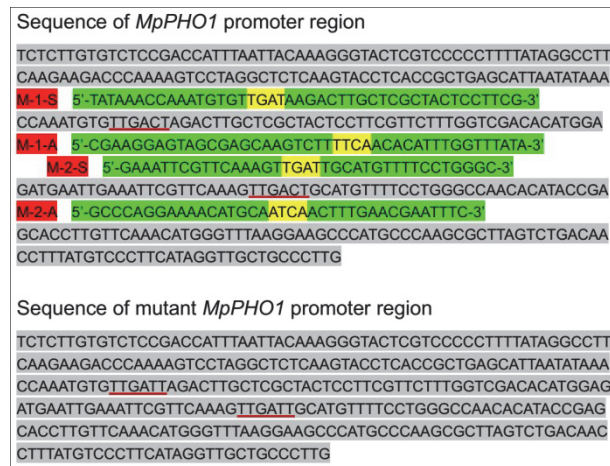 Sequence of MpPHO1 promoter region
TCTCTTGTGTCTCCGACCATTTAATTACAAAGGGTACTCGTCCCCCTTTTATAGGCCTT
CAAGAAGACCCAAAAGTCCTAGGCTCTCAAGTACCTCACCGCTGAGCATTAATATAAA
M-1-S 5'-TATAAACCAAATGTGTTGATAAGACTTGCTCGCTACTCCTTCG-3'
CCAAATGTGTTGACTAGACTTGCTCGCTACTCCTTCGTTCTTTGGTCGACACATGGA
M-1-A 5'-CGAAGGAGTAGCGAGCAAGTCTTTTCAACACATTTGGTTTATA-3'
M-2-S 5'-GAAATTCGTTCAAAGTTGATTGCATGTTTTCCTGGGC-3'
GATGAATTGAAATTCGTTCAAAGTTGACTGCATGTTTTCCTGGGCCAACACATACCGA
M-2-A 5'-GCCCAGGAAAACATGCAATCAACTTTGAACGAATTTC-3'
GCACCTTGTTCAAACATGGGTTTAAGGAAGCCCATGCCCAAGCGCTTAGTCTGACAA
CCTTTATGTCCCTTCATAGGTTGCTGCCCTTG
Sequence of mutant MpPHO1 promoter region
TCTCTTGTGTCTCCGACCATTTAATTACAAAGGGTACTCGTCCCCCTTTTATAGGCCTT
CAAGAAGACCCAAAAGTCCTAGGCTCTCAAGTACCTCACCGCTGAGCATTAATATAAA
CCAAATGTGTTGATTAGACTTGCTCGCTACTCCTTCGTTCTTTGGTCGACACATGGAG
ATGAATTGAAATTCGTTCAAAGTTGATTGCATGTTTTCCTGGGCCAACACATACCGAG
CACCTTGTTCAAACATGGGTTTAAGGAAGCCCATGCCCAAGCGCTTAGTCTGACAAC
CTTTATGTCCCTTCATAGGTTGCTGCCCTTG